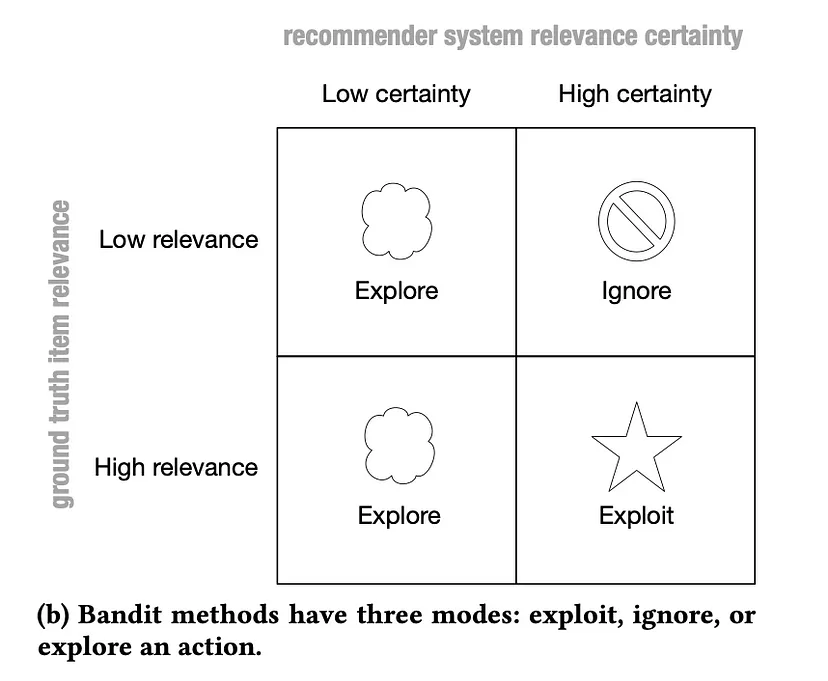 recommender system relevance certainty
Low certainty
High certainty
ground truth item relevance
Low relevance
Explore
Ignore
High relevance
Explore
Exploit
(b) Bandit methods have three modes: exploit, ignore, or
explore an action.